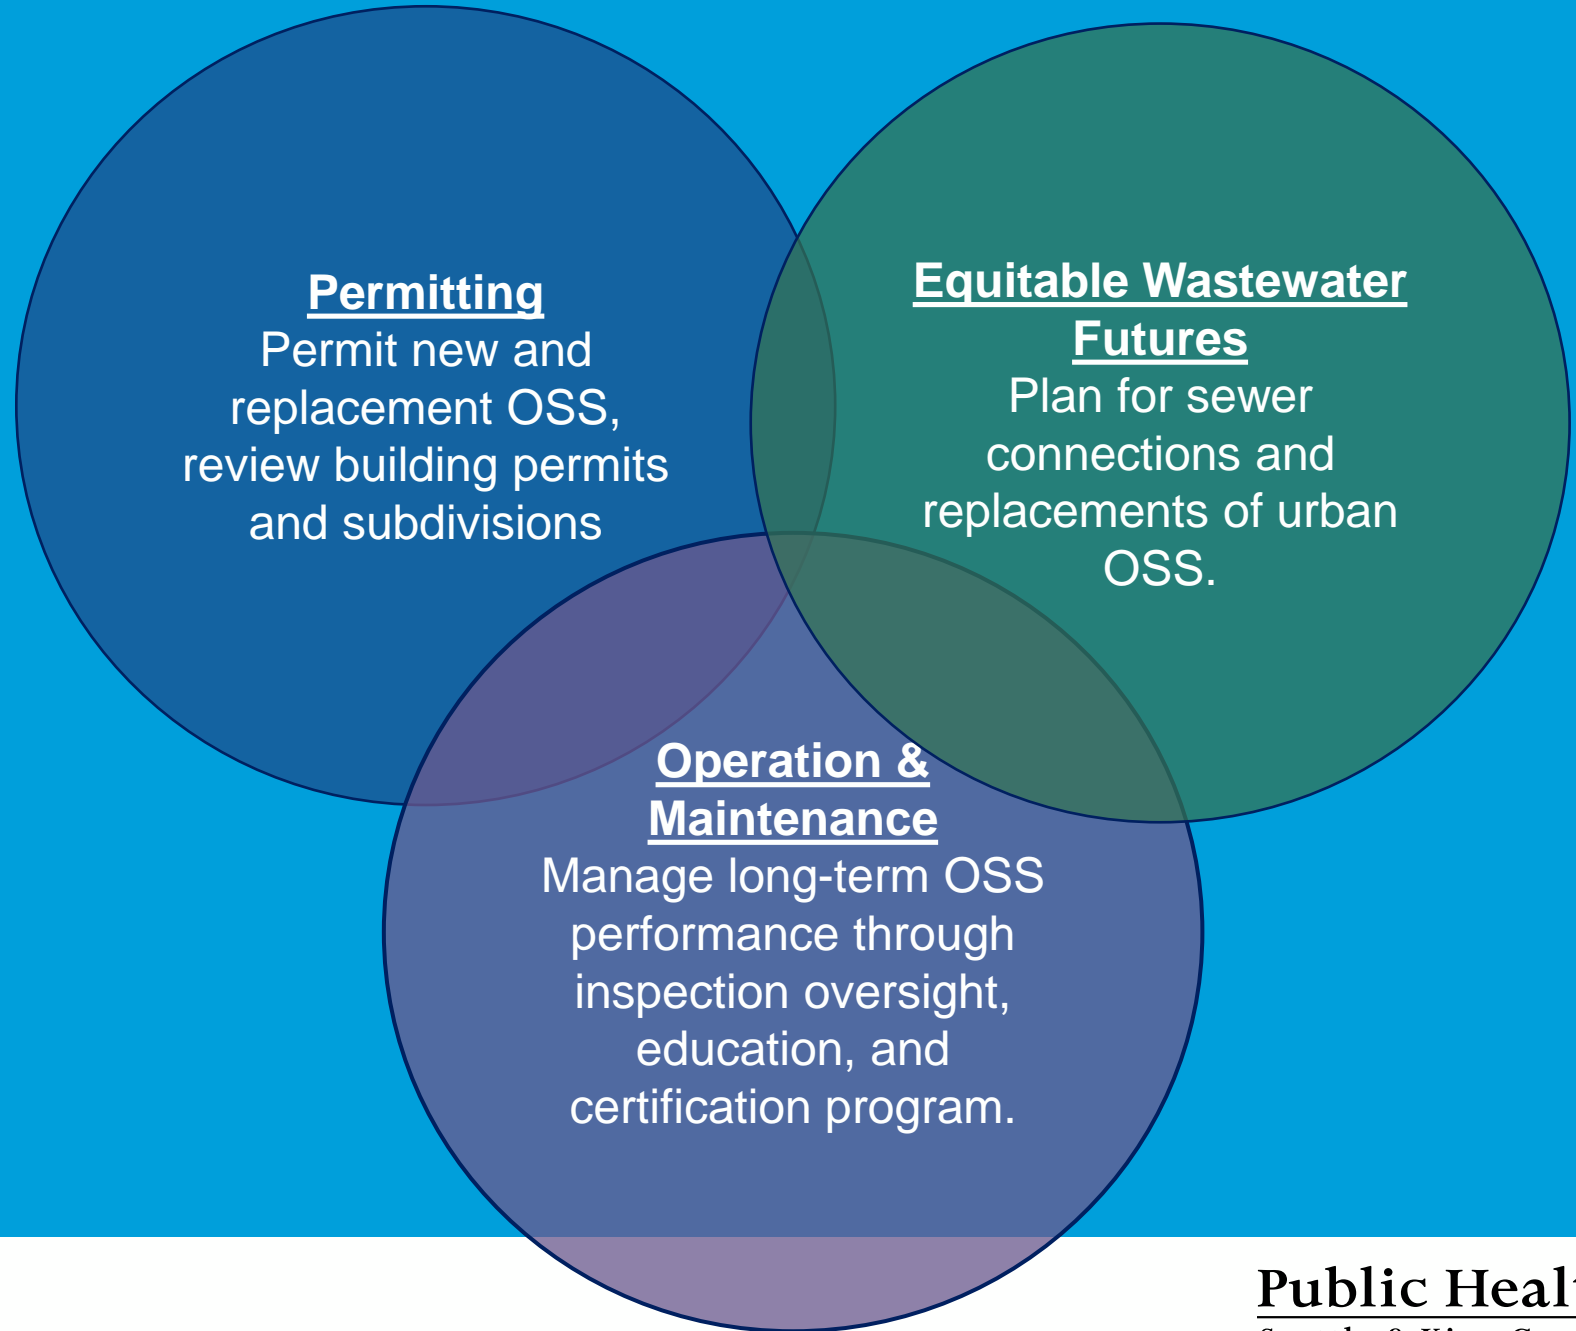 Permitting
Permit new and
replacement OSS,
review building permits
and subdivisions
Equitable Wastewater
Futures
Plan for sewer
connections and
replacements of urban
OSS.
Operation &
Maintenance
Manage long-term OSS
performance through
inspection oversight,
education, and
certification program.
Public